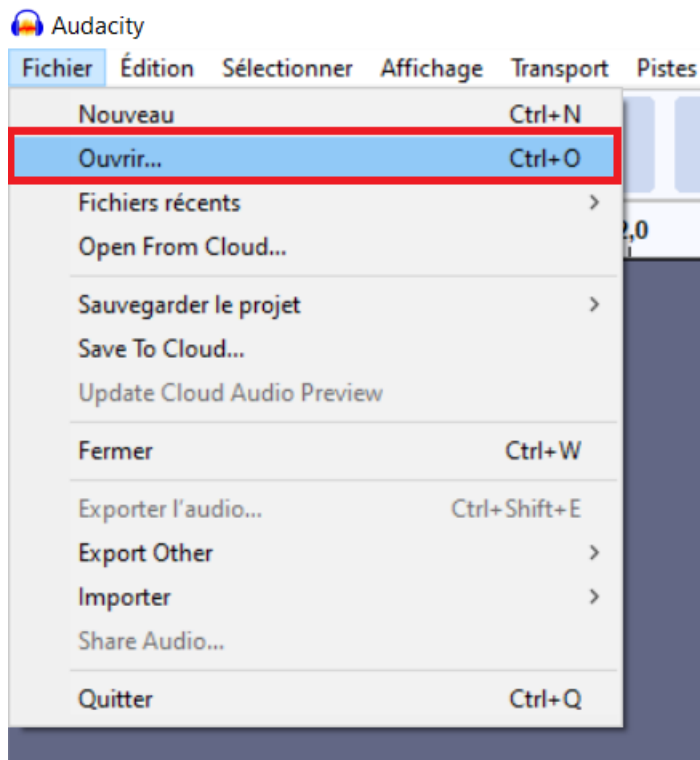 Audacity
Fichier Édition Sélectionner Affichage Transport Pistes
Nouveau Ctrl+N
Ouvrir... Ctrl+O
Fichiers récents
2,0
Open From Cloud...
Sauvegarder le projet
Save To Cloud...
Update Cloud Audio Preview
Fermer Ctrl+W
Exporter l'audio... Ctrl+Shift+E
Export Other
Importer
Share Audio...
Quitter Ctrl+Q